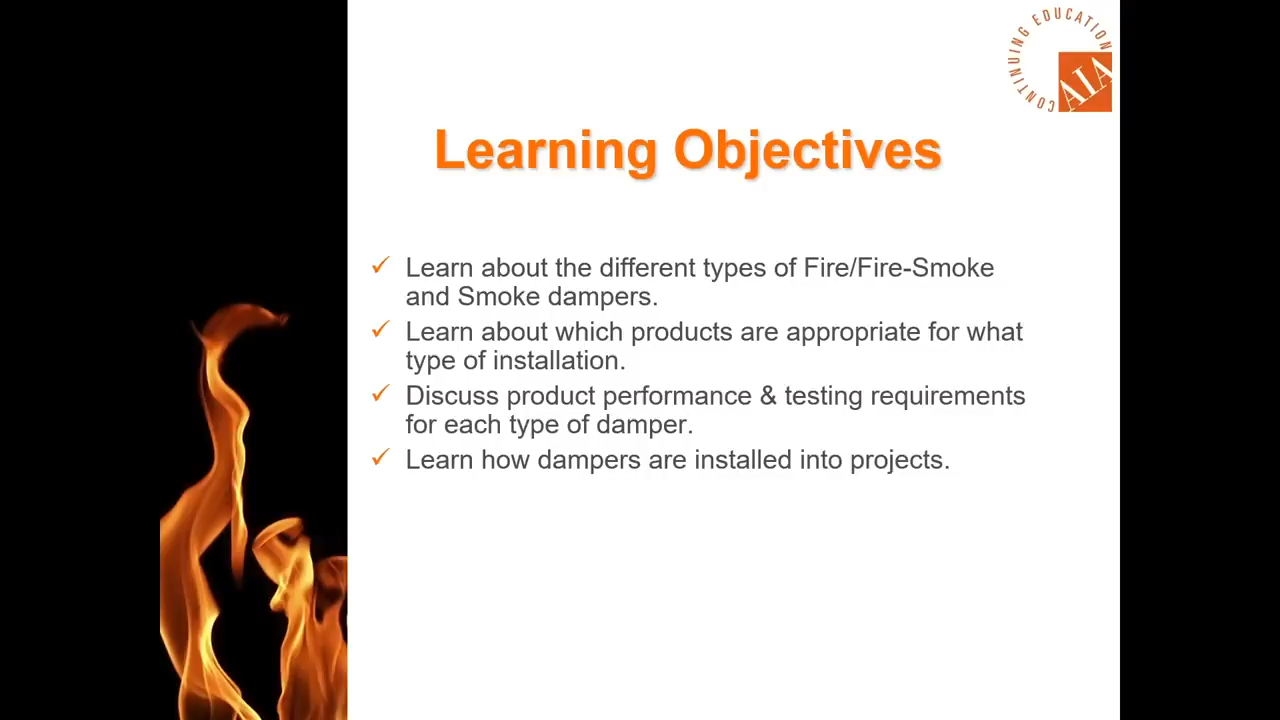 CONTINUING EDUCATION
AIA
Learning Objectives
✓ Learn about the different types of Fire/Fire-Smoke
and Smoke dampers.
✓ Learn about which products are appropriate for what
type of installation.
✓ Discuss product performance & testing requirements
for each type of damper.
✓ Learn how dampers are installed into projects.